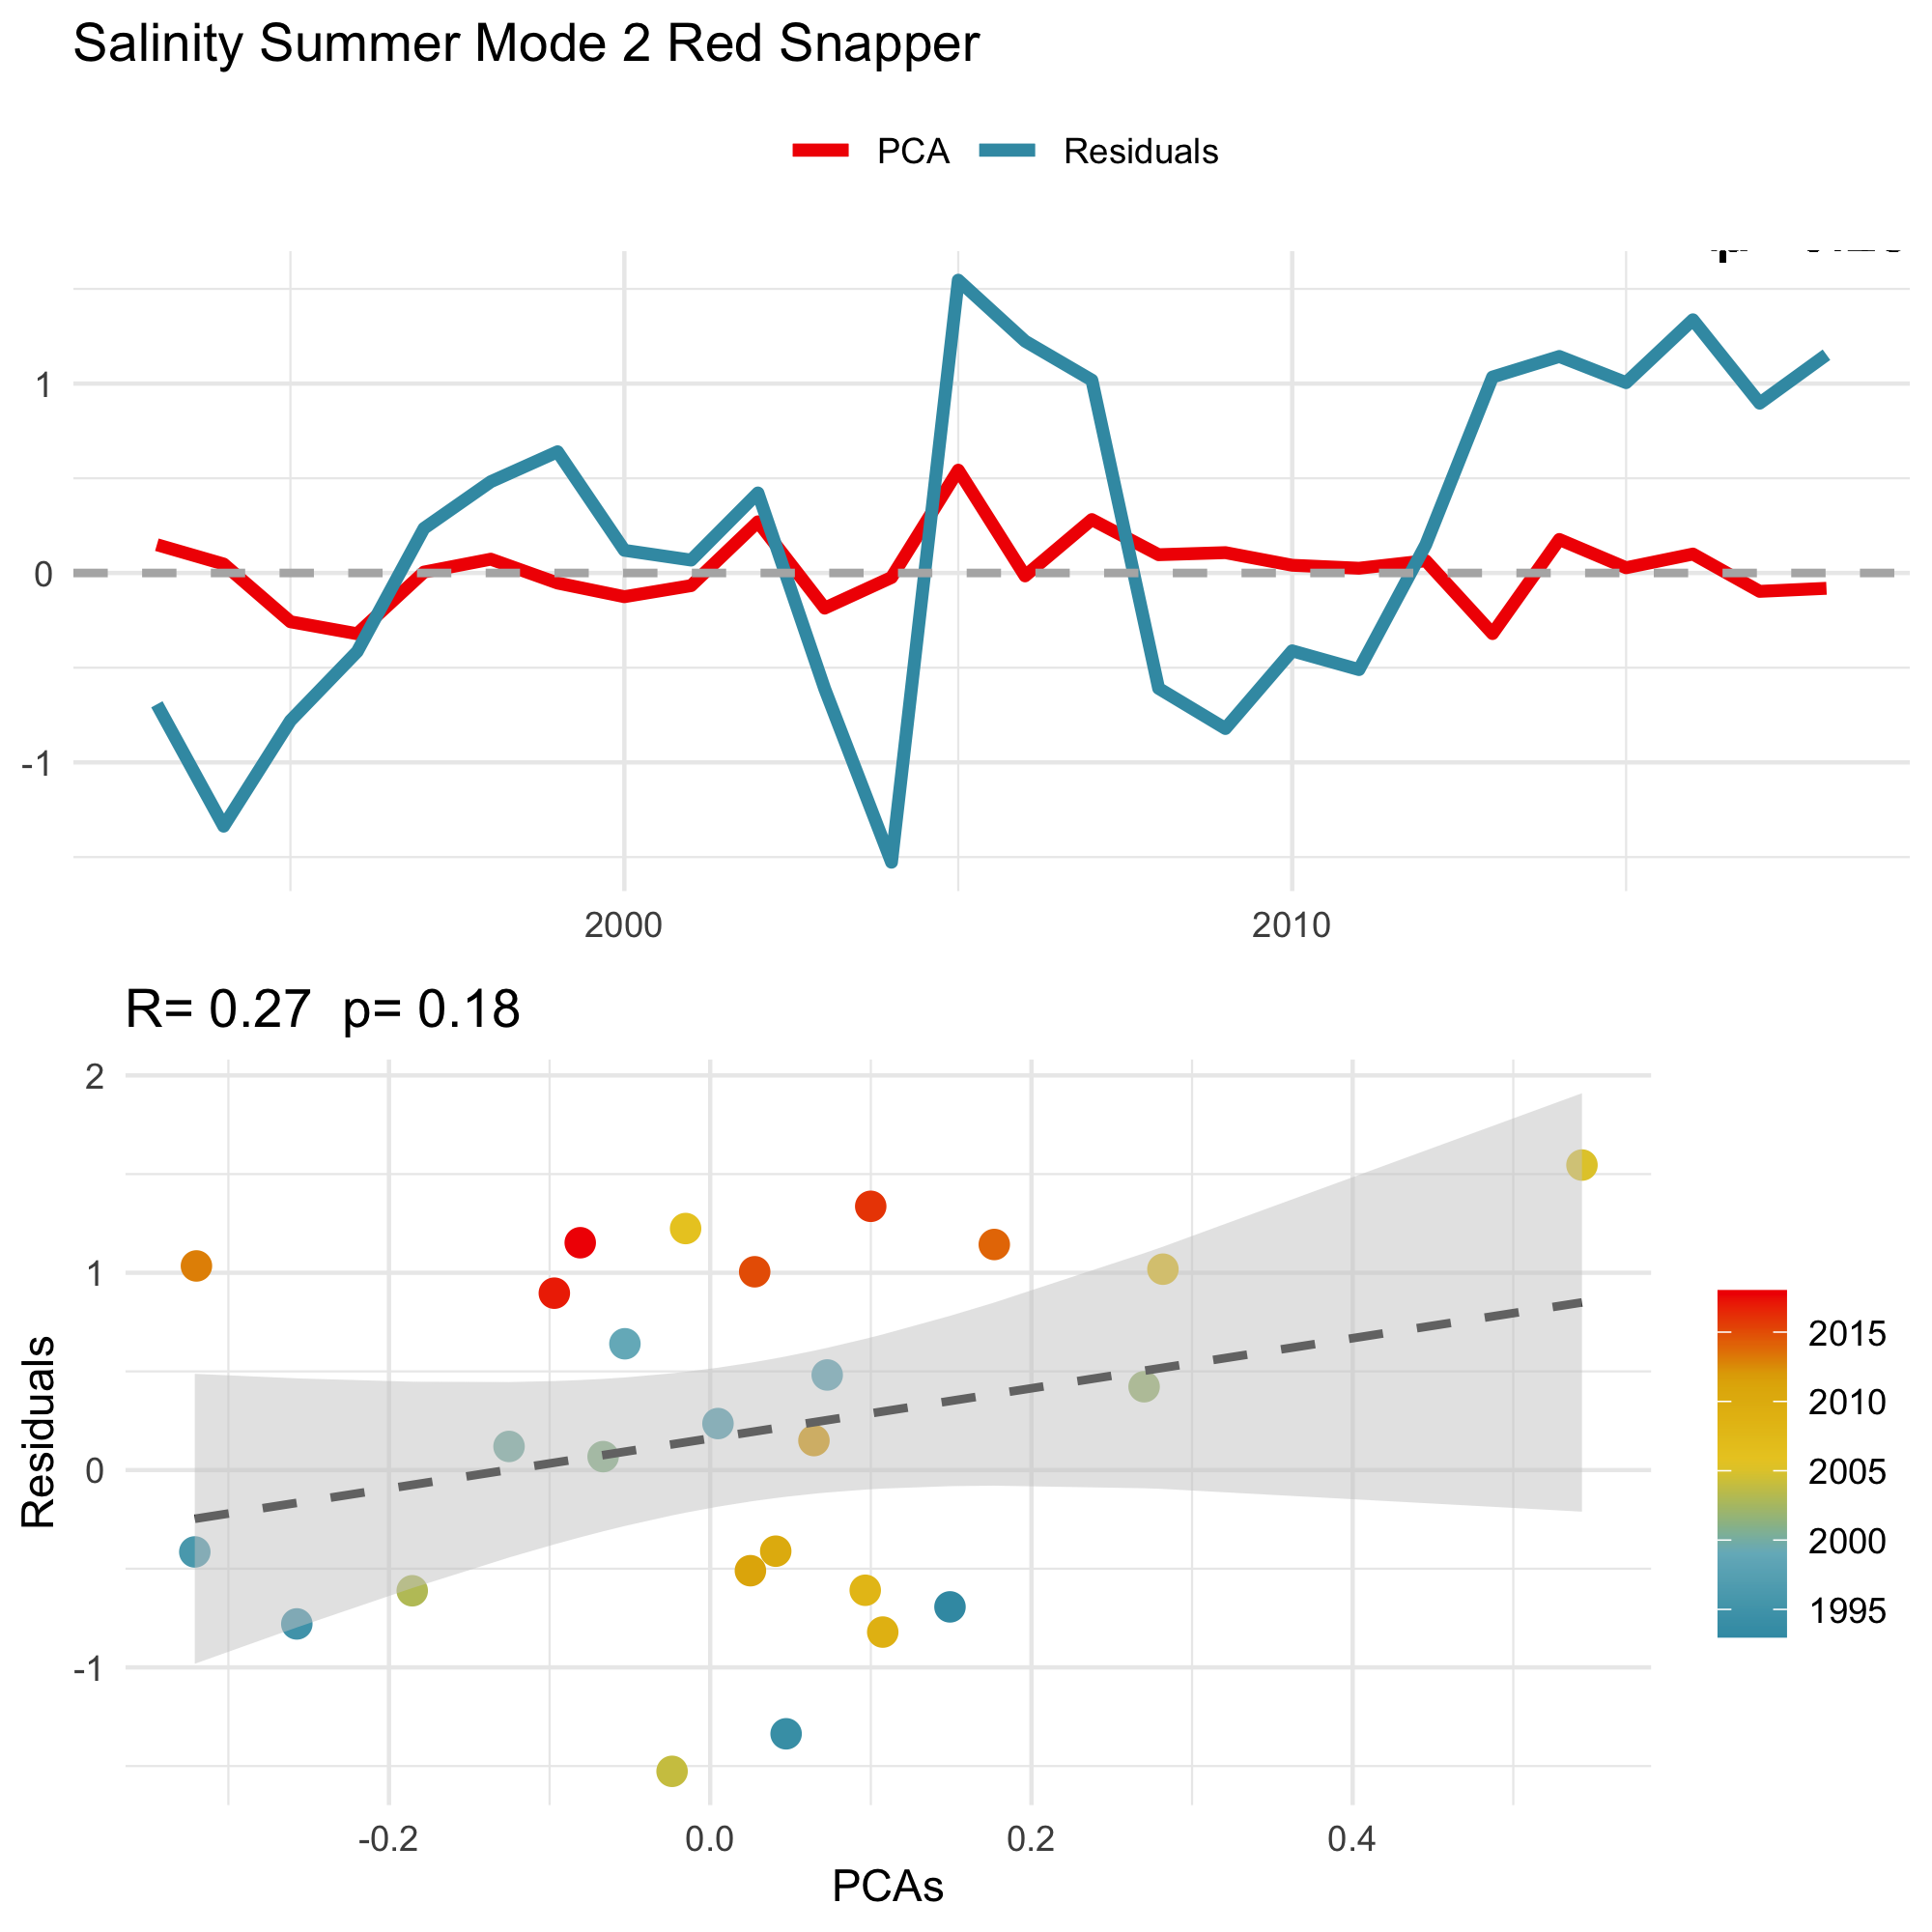 Salinity Summer Mode 2 Red Snapper
PCA Residuals
1
0
-1
2000 2010
R= 0.27 p= 0.18
2
1
0
-1
Residuals
-0.2 0.0 0.2 0.4
PCAs
2015
2010
2005
2000
1995